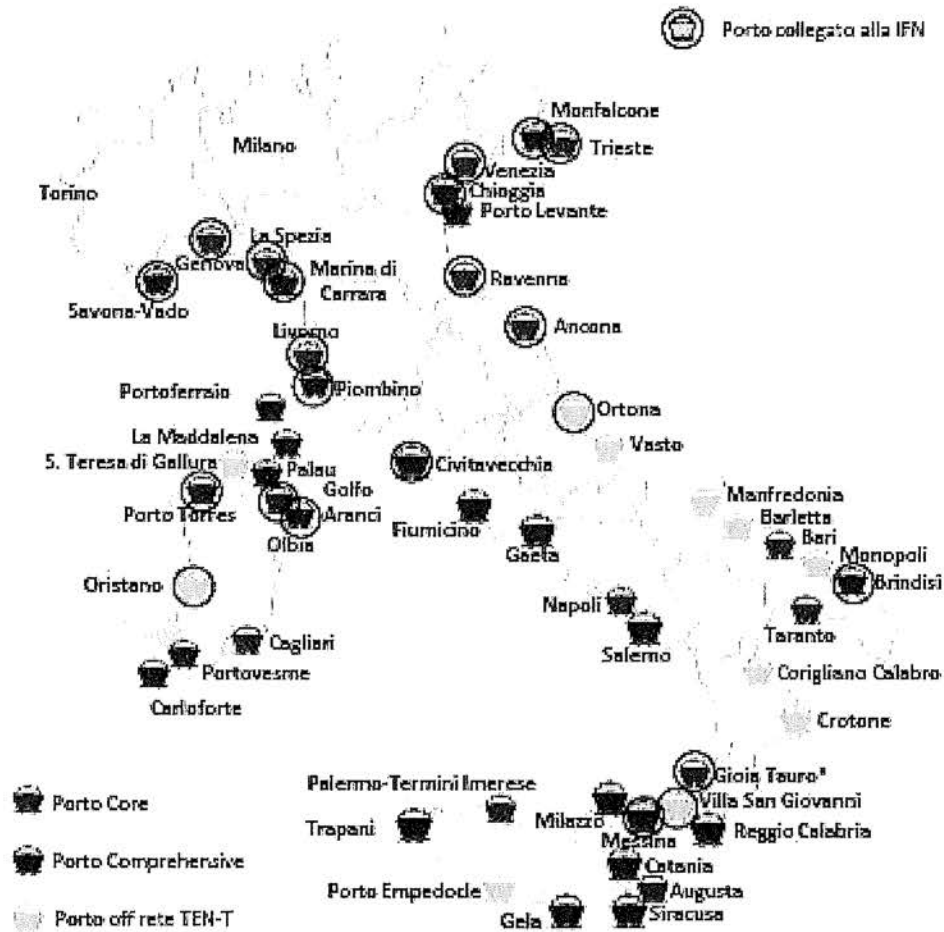 Porto collegato alla IFN
Monfalcone
Milano
Trieste
Venezia
Torino
Chioggia
Porto Levante
La Spezia
Genova
Marina di
Carrara
Ravenna
Savona-Vado
Livorno
Ancona
Piombino
Portoferraio
Ortona
La Maddalena
Vasto
S. Teresa di Gallura
Palau
Civitavecchia
Golfo
Aranci
Porto Torres
Olbia
Fiumicino
Gaeta
Manfredonia
Barletta
Bari
Monopoli
Brindisi
Oristano
Napoli
Taranto
Cagliari
Salerno
Portovesme
Corigliano Calabro
Carloforte
Crotone
Gioia Tauro*
Palermo-Termini Imerese
Porto Core
Villa San Giovanni
Trapani
Milazzo
Reggio Calabria
Messina
Porto Comprehensive
Catania
Porto Empedocle
Augusta
Porto off rete TEN-T
Gela
Siracusa